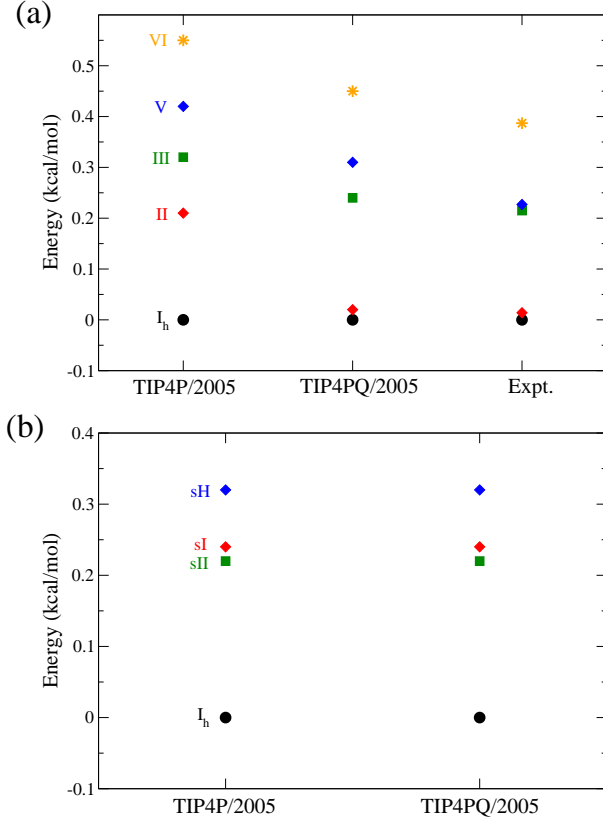 (a)
Energy (kcal/mol)
0.5
0.4
0.3
0.2
0.1
0
-0.1
VI
V
III
II
I_h
TIP4P/2005 TIP4PQ/2005 Expt.
(b)
Energy (kcal/mol)
0.4
0.3
0.2
0.1
0
-0.1
sH
sI
sII
I_h
TIP4P/2005 TIP4PQ/2005